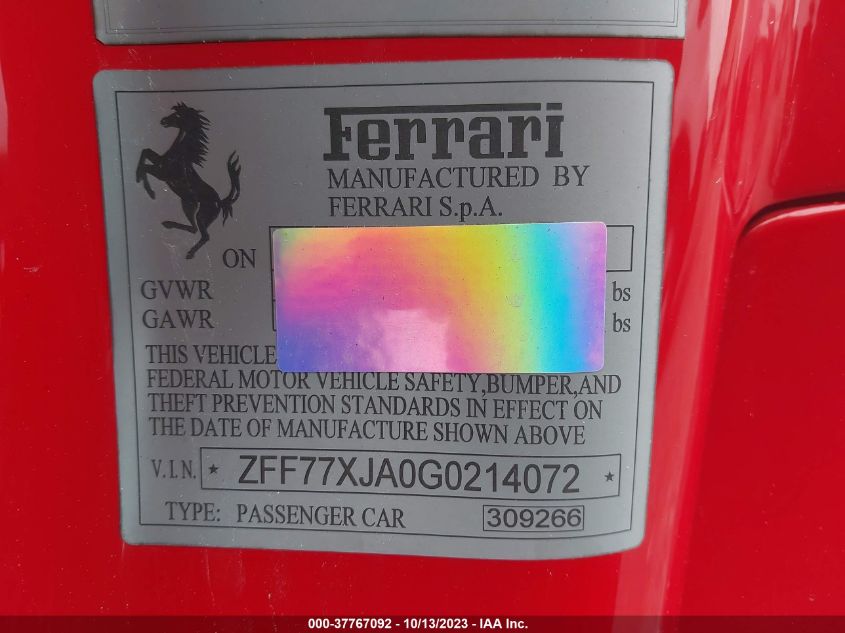 Ferrari
MANUFACTURED BY
FERRARI S.p.A.
ON
GVWR bs
GAWR bs
THIS VEHICLE
FEDERAL MOTOR VEHICLE SAFETY,BUMPER,AND
THEFT PREVENTION STANDARDS IN EFFECT ON
THE DATE OF MANUFACTURE SHOWN ABOVE
V.I.N. ★ ZFF77XJA0G0214072 ★
TYPE: PASSENGER CAR 309266
000-37767092 - 10/13/2023 - IAA Inc.